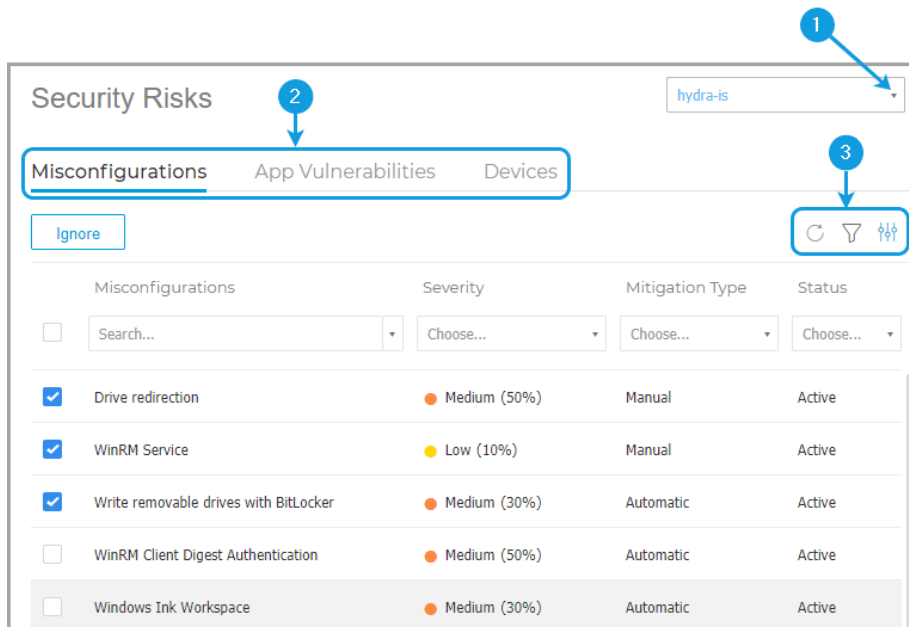 1
Security Risks
2
hydra-is
3
Misconfigurations App Vulnerabilities Devices
Ignore
Misconfigurations Severity Mitigation Type Status
Search... Choose... Choose... Choose...
Drive redirection Medium (50%) Manual Active
WinRM Service Low (10%) Manual Active
Write removable drives with BitLocker Medium (30%) Automatic Active
WinRM Client Digest Authentication Medium (50%) Automatic Active
Windows Ink Workspace Medium (30%) Automatic Active